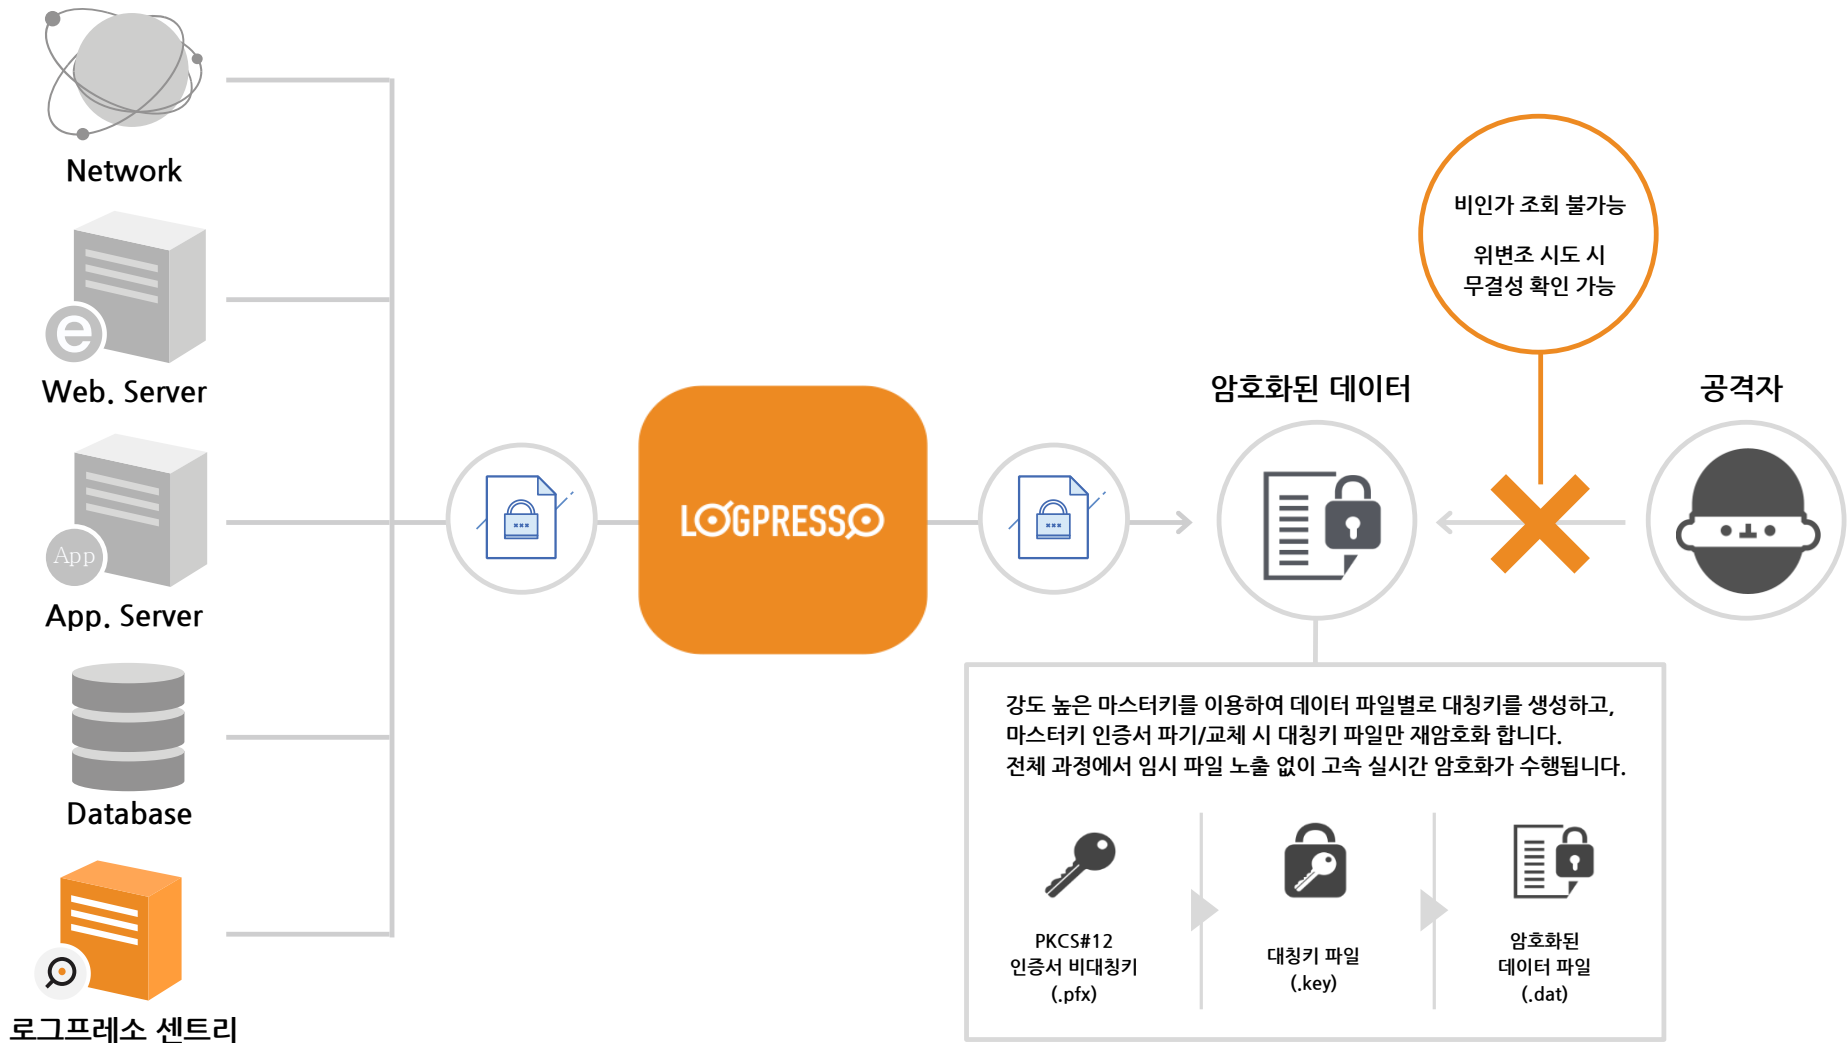 Network
Web. Server
App
App. Server
Database
로그프레소 센트리
LOGPRESSO
비인가 조회 불가능
위변조 시도 시
무결성 확인 가능
암호화된 데이터
공격자
강도 높은 마스터키를 이용하여 데이터 파일별로 대칭키를 생성하고,
마스터키 인증서 파기/교체 시 대칭키 파일만 재암호화 합니다.
전체 과정에서 임시 파일 노출 없이 고속 실시간 암호화가 수행됩니다.
PKCS#12
인증서 비대칭키
(.pfx)
대칭키 파일
(.key)
암호화된
데이터 파일
(.dat)